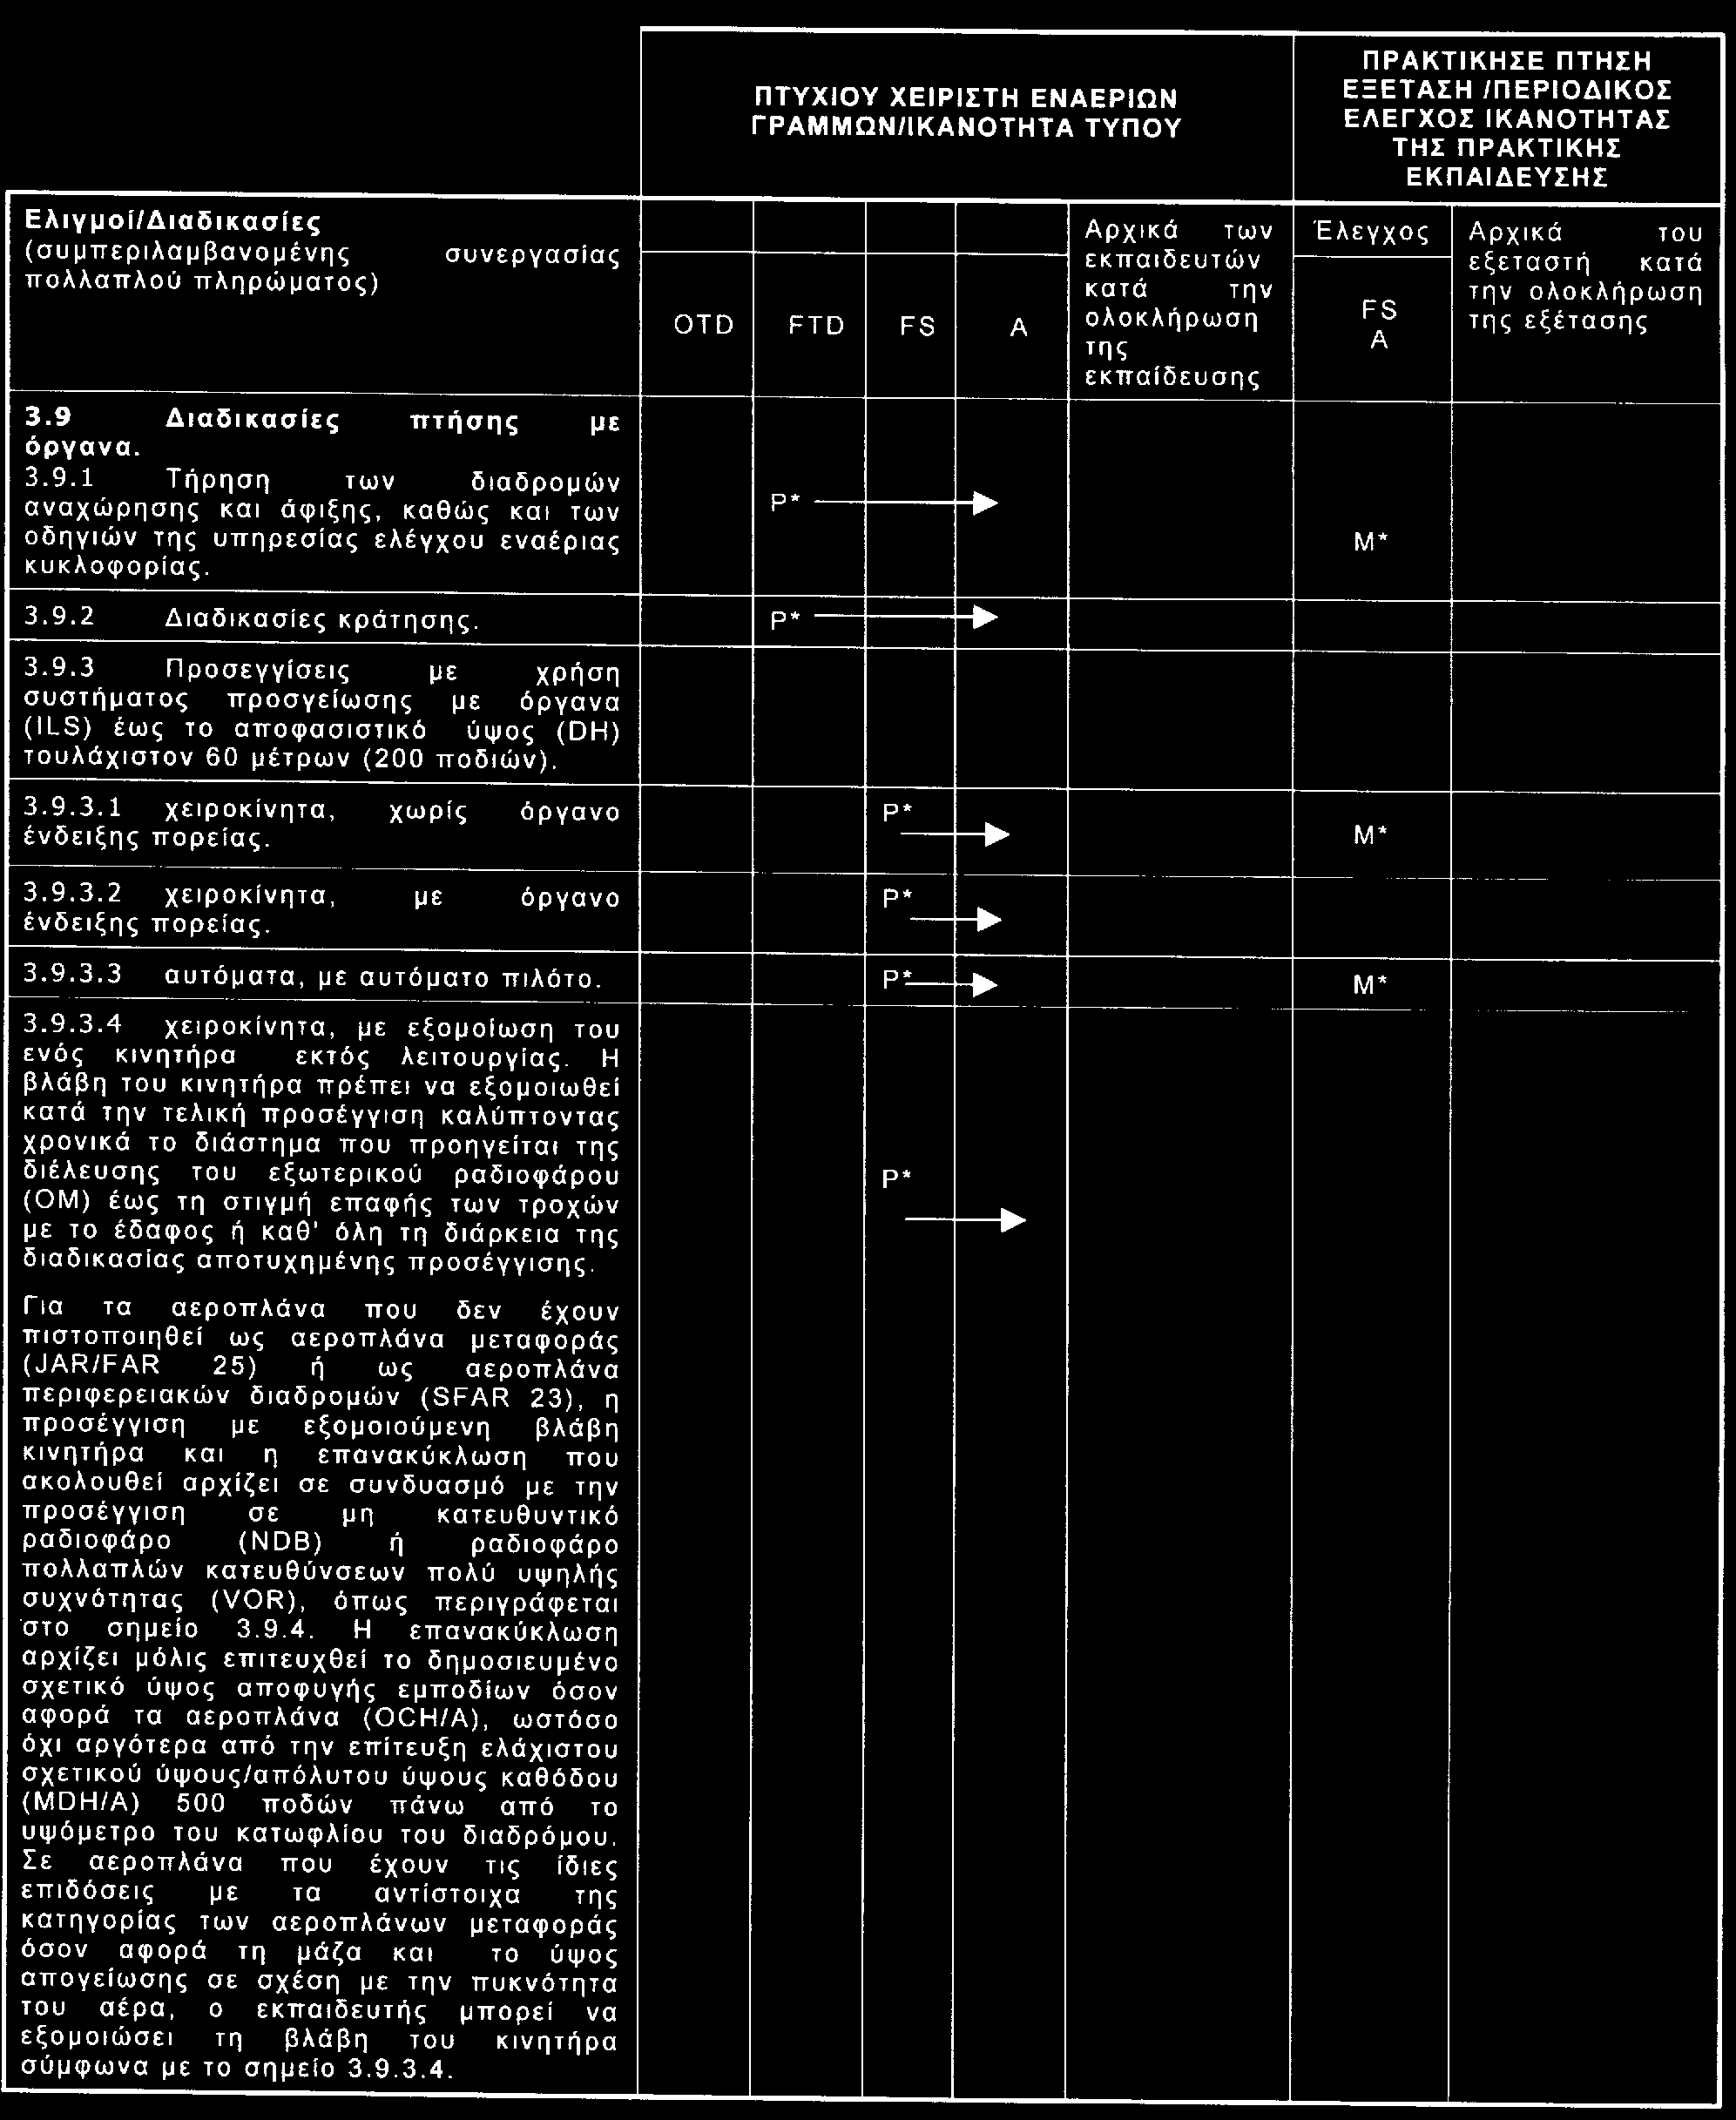 ΠΤΥΧΙΟΥ ΧΕΙΡΙΣΤΗ ΕΝΑΕΡΙΩΝ
ΓΡΑΜΜΩΝ/ΙΚΑΝΟΤΗΤΑ ΤΥΠΟΥ
ΠΡΑΚΤΙΚΗΣΕ ΠΤΗΣΗ
ΕΞΕΤΑΣΗ /ΠΕΡΙΟΔΙΚΟΣ
ΕΛΕΓΧΟΣ ΙΚΑΝΟΤΗΤΑΣ
ΤΗΣ ΠΡΑΚΤΙΚΗΣ
ΕΚΠΑΙΔΕΥΣΗΣ
Ελιγμοί/Διαδικασίες
(συμπεριλαμβανομένης συνεργασίας
πολλαπλού πληρώματος)
OTD
FTD
FS
A
Αρχικά των
εκπαιδευτών
κατά την
ολοκλήρωση
της
εκπαίδευσης
Έλεγχος
FS
A
Αρχικά του
εξεταστή κατά
την ολοκλήρωση
της εξέτασης
3.9 Διαδικασίες πτήσης με
όργανα.
3.9.1 Τήρηση των διαδρομών
αναχώρησης και άφιξης, καθώς και των
οδηγιών της υπηρεσίας ελέγχου εναέριας
κυκλοφορίας.
P*
M*
3.9.2 Διαδικασίες κράτησης.
P*
3.9.3 Προσεγγίσεις με χρήση
συστήματος προσγείωσης με όργανα
(ILS) έως το αποφασιστικό ύψος (DH)
τουλάχιστον 60 μέτρων (200 ποδιών).
3.9.3.1 χειροκίνητα, χωρίς όργανο
ένδειξης πορείας.
P*
M*
3.9.3.2 χειροκίνητα, με όργανο
ένδειξης πορείας.
P*
3.9.3.3 αυτόματα, με αυτόματο πιλότο.
P*
M*
3.9.3.4 χειροκίνητα, με εξομοίωση του
ενός κινητήρα εκτός λειτουργίας. Η
βλάβη του κινητήρα πρέπει να εξομοιωθεί
κατά την τελική προσέγγιση καλύπτοντας
χρονικά το διάστημα που προηγείται της
διέλευσης του εξωτερικού ραδιοφάρου
(OM) έως τη στιγμή επαφής των τροχών
με το έδαφος ή καθ' όλη τη διάρκεια της
διαδικασίας αποτυχημένης προσέγγισης.
P*
Για τα αεροπλάνα που δεν έχουν
πιστοποιηθεί ως αεροπλάνα μεταφοράς
(JAR/FAR 25) ή ως αεροπλάνα
περιφερειακών διαδρομών (SFAR 23), η
προσέγγιση με εξομοιούμενη βλάβη
κινητήρα και η επανακύκλωση που
ακολουθεί αρχίζει σε συνδυασμό με την
προσέγγιση σε μη κατευθυντικό
ραδιοφάρο (NDB) ή ραδιοφάρο
πολλαπλών κατευθύνσεων πολύ υψηλής
συχνότητας (VOR), όπως περιγράφεται
στο σημείο 3.9.4. Η επανακύκλωση
αρχίζει μόλις επιτευχθεί το δημοσιευμένο
σχετικό ύψος αποφυγής εμποδίων όσον
αφορά τα αεροπλάνα (OCH/A), ωστόσο
όχι αργότερα από την επίτευξη ελάχιστου
σχετικού ύψους/απόλυτου ύψους καθόδου
(MDH/A) 500 ποδών πάνω από το
υψόμετρο του κατωφλίου του διαδρόμου.
Σε αεροπλάνα που έχουν τις ίδιες
επιδόσεις με τα αντίστοιχα της
κατηγορίας των αεροπλάνων μεταφοράς
όσον αφορά τη μάζα και το ύψος
απογείωσης σε σχέση με την πυκνότητα
του αέρα, ο εκπαιδευτής μπορεί να
εξομοιώσει τη βλάβη του κινητήρα
σύμφωνα με το σημείο 3.9.3.4.